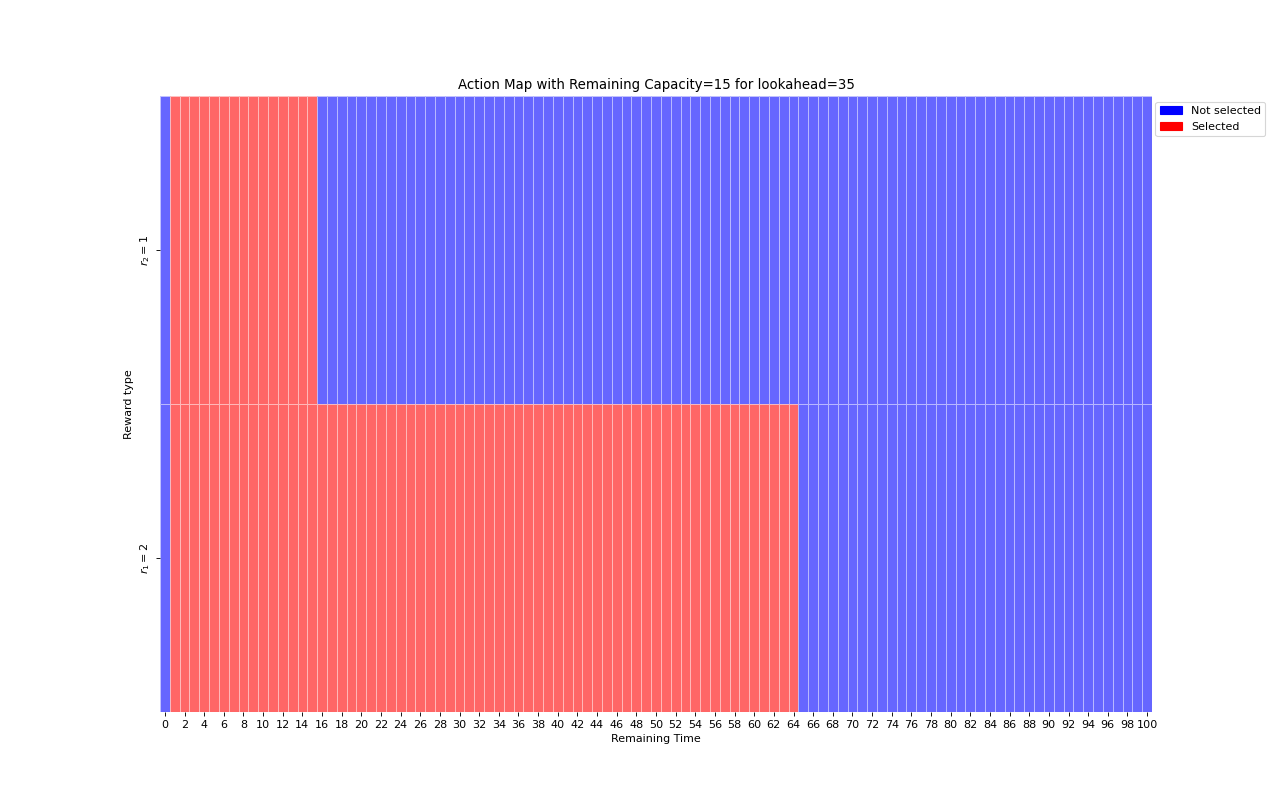 Action Map with Remaining Capacity=15 for lookahead=35
Not selected
Selected
r₂ = 1
Reward type
r₁ = 2
0 2 4 6 8 10 12 14 16 18 20 22 24 26 28 30 32 34 36 38 40 42 44 46 48 50 52 54 56 58 60 62 64 66 68 70 72 74 76 78 80 82 84 86 88 90 92 94 96 98 100
Remaining Time